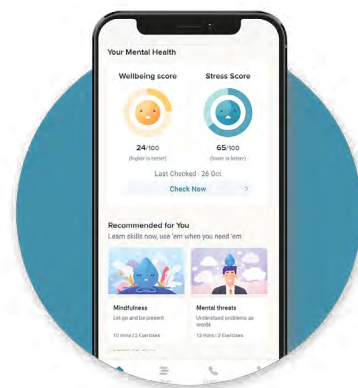 Your Mental Health
Wellbeing score
Stress Score
24/100
65/100
(higher is better)
(lower is better)
Last Checked - 26 Oct
Check Now >
Recommended for You
Learn skills now, use 'em when you need 'em
Mindfulness
Mental threats
Let go and be present
Understand problems as
words
10 mins | 2 Exercises
12 mins | 2 Exercises